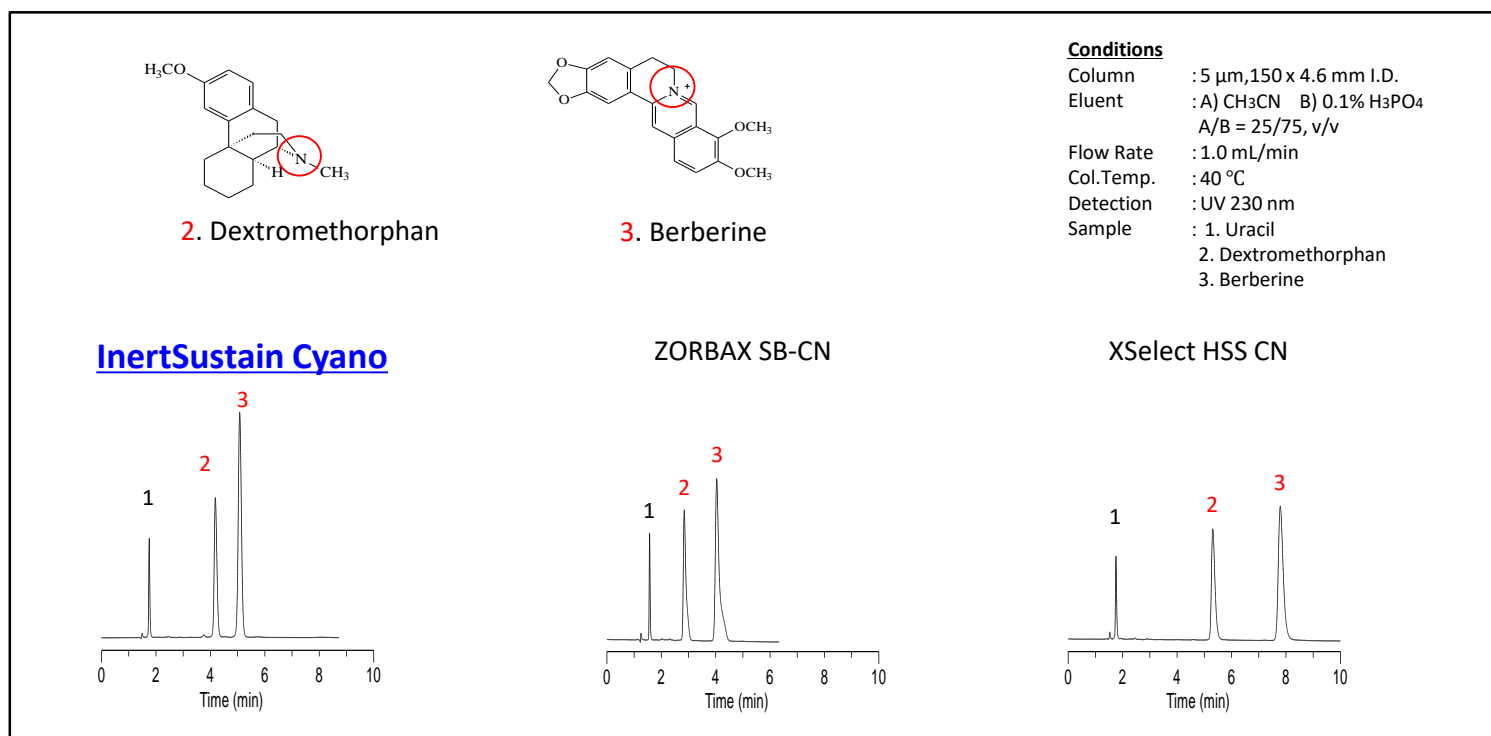 H₃CO
N
H
CH₃
2. Dextromethorphan
O
O
N
+
OCH₃
OCH₃
3. Berberine
Conditions
Column : 5 μm,150 x 4.6 mm I.D.
Eluent : A) CH3CN B) 0.1% H3PO4
A/B = 25/75, v/v
Flow Rate : 1.0 mL/min
Col.Temp. : 40 ℃
Detection : UV 230 nm
Sample : 1. Uracil
2. Dextromethorphan
3. Berberine
InertSustain Cyano
1
2
3
0 2 4 6 8 10
Time (min)
ZORBAX SB-CN
1
2
3
0 2 4 6 8 10
Time (min)
XSelect HSS CN
1
2
3
0 2 4 6 8 10
Time (min)